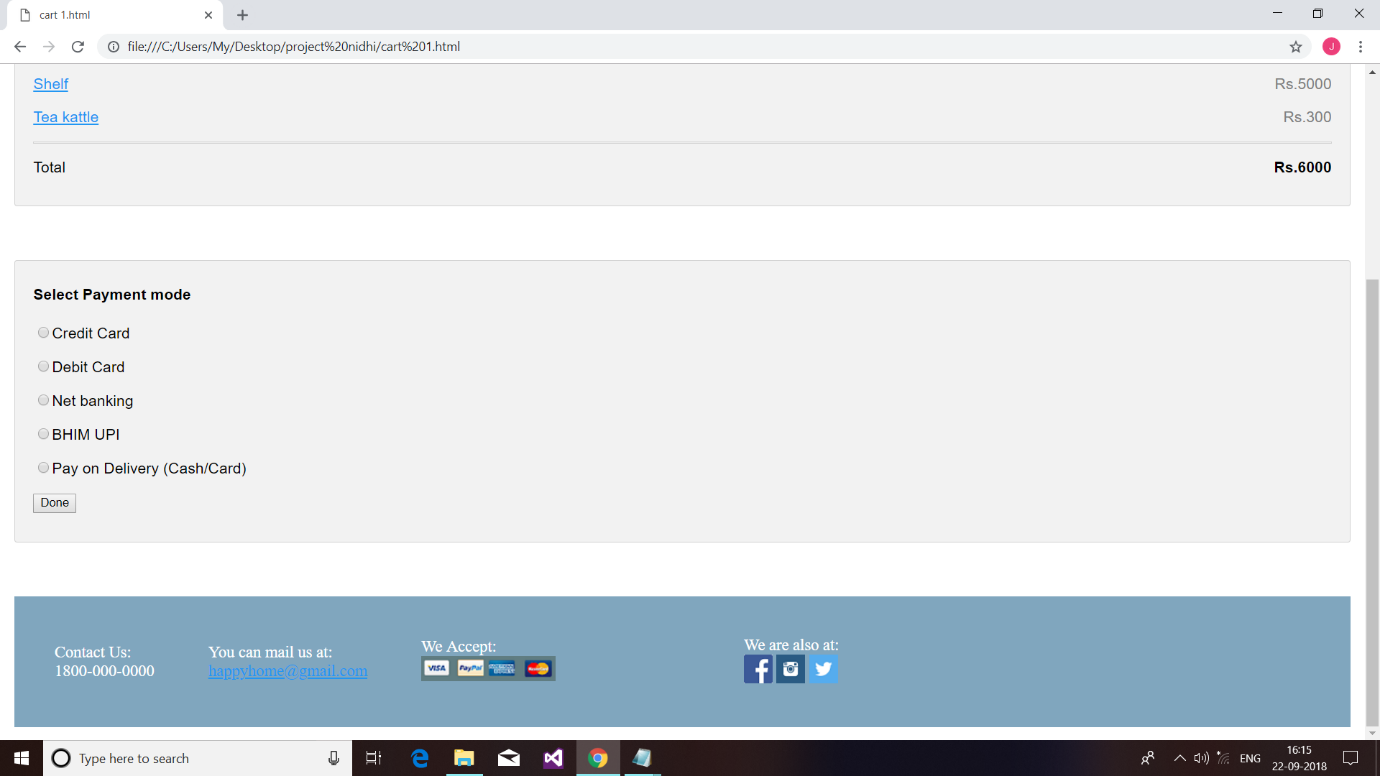 cart 1.html
file:///C:/Users/My/Desktop/project%20nidhi/cart%201.html
J
Shelf Rs.5000
Tea kattle Rs.300
Total Rs.6000
Select Payment mode
Credit Card
Debit Card
Net banking
BHIM UPI
Pay on Delivery (Cash/Card)
Done
Contact Us:
1800-000-0000
You can mail us at:
happyhome@gmail.com
We Accept:
VISA PayPal
We are also at:
Type here to search
ENG
16:15
22-09-2018